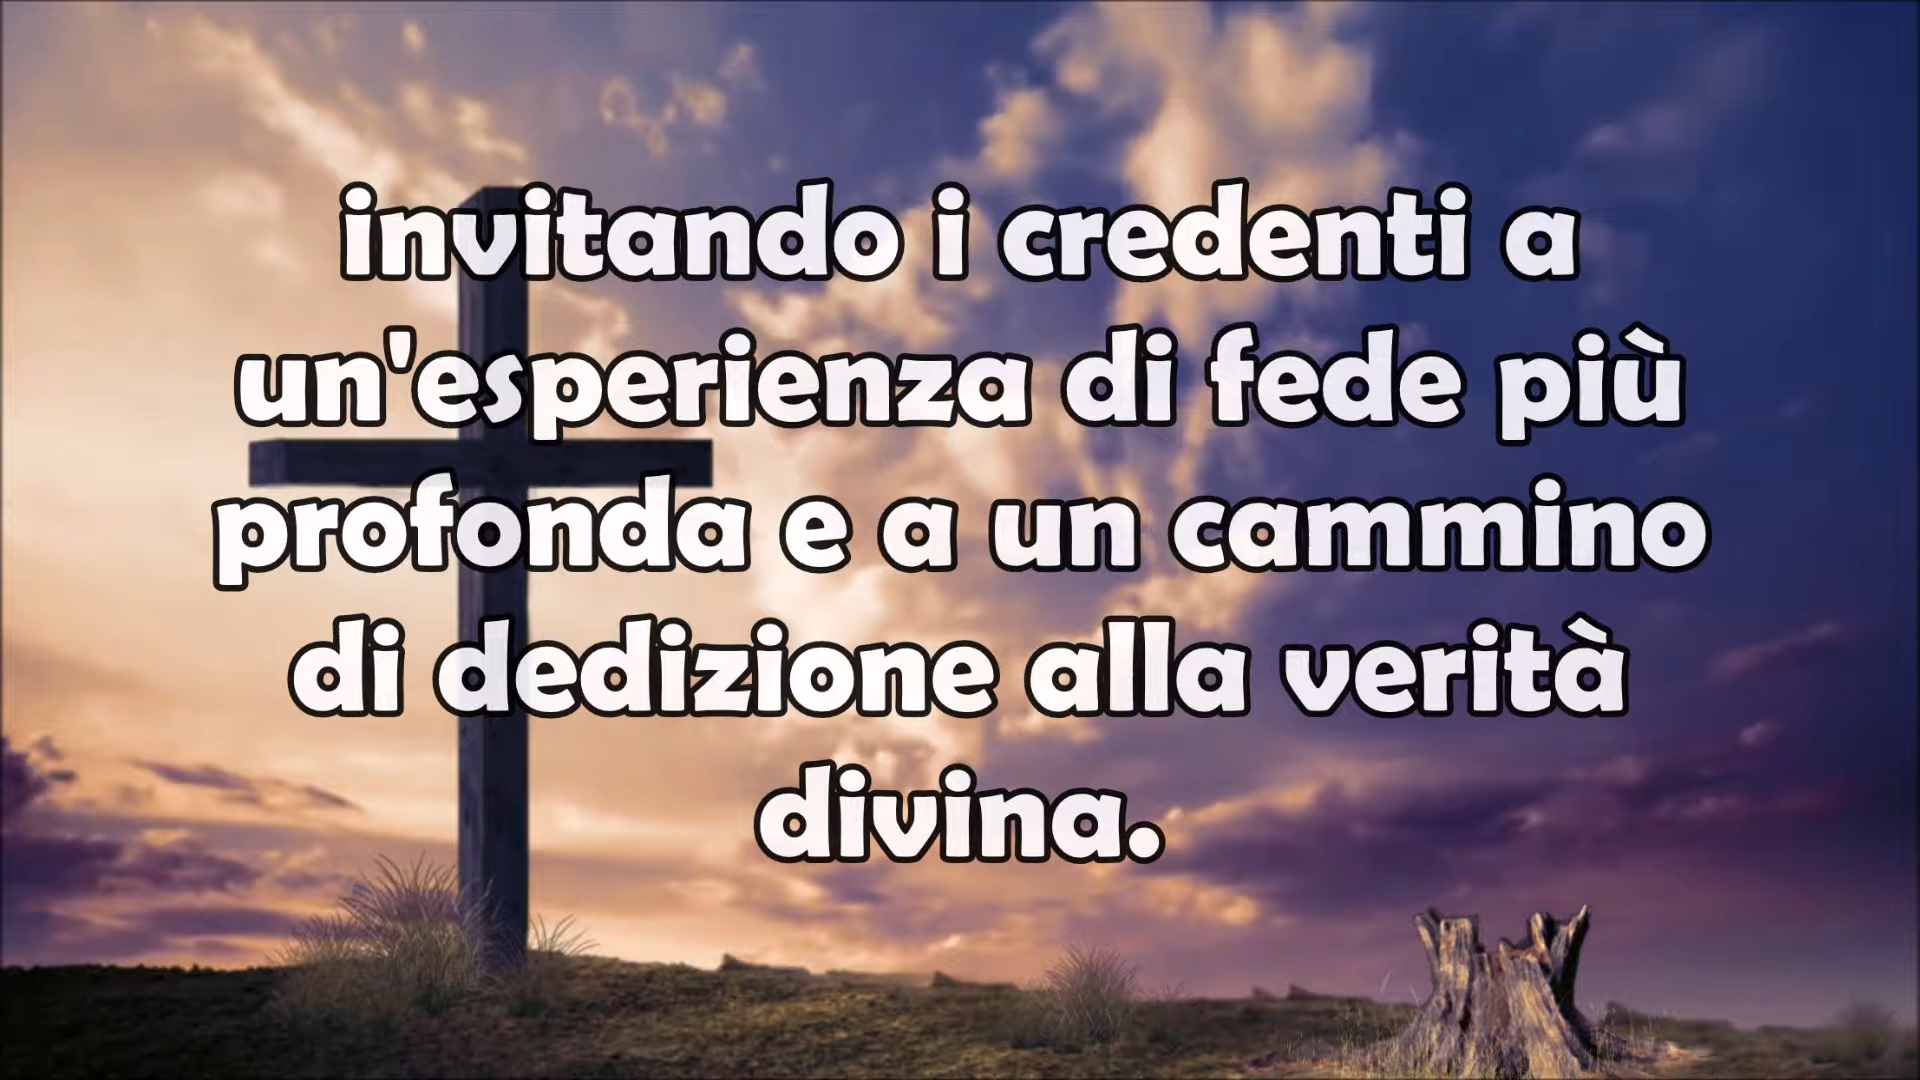 invitando i credenti a
un'esperienza di fede più
profonda e a un cammino
di dedizione alla verità
divina.